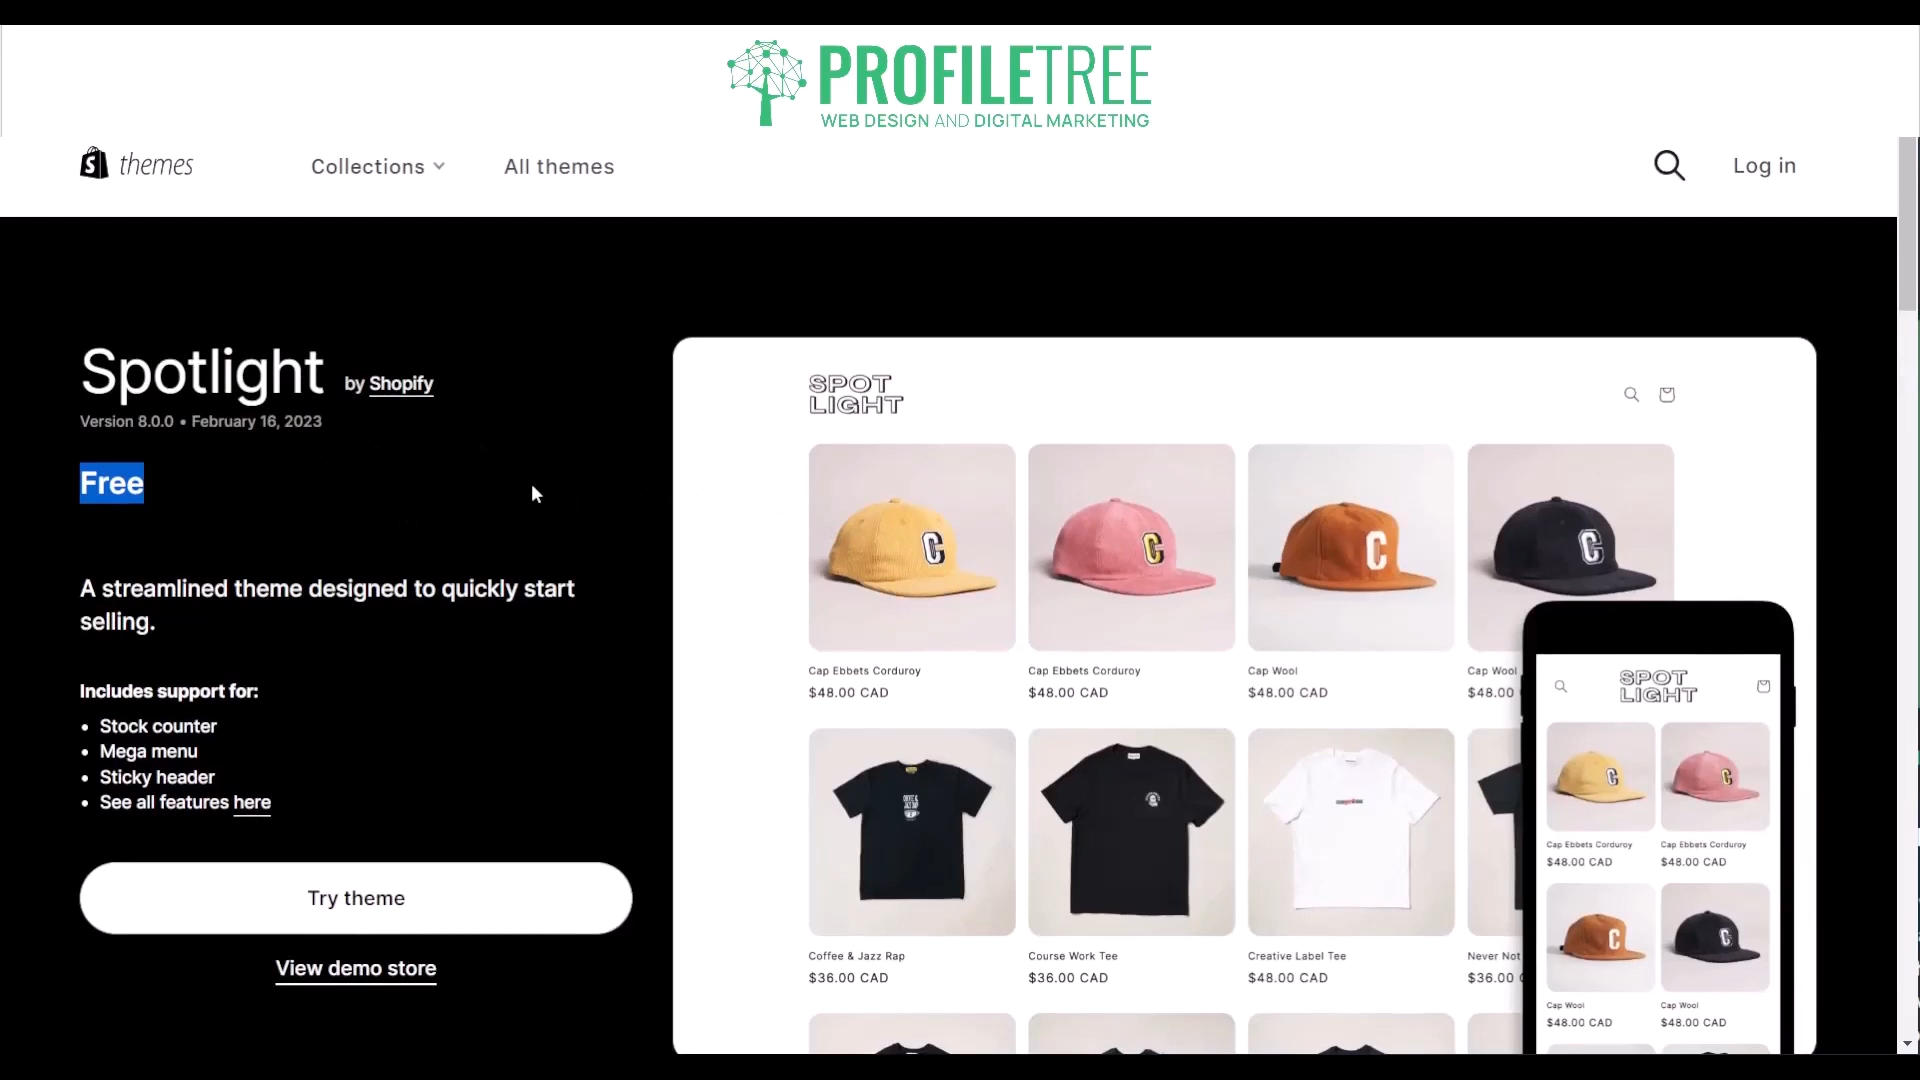 PROFILETREE
WEB DESIGN AND DIGITAL MARKETING
themes
Collections
All themes
Log in
Spotlight by Shopify
Version 8.0.0 • February 16, 2023
Free
A streamlined theme designed to quickly start
selling.
Includes support for:
• Stock counter
• Mega menu
• Sticky header
• See all features here
Try theme
View demo store
SPOT
LIGHT
Cap Ebbets Corduroy
$48.00 CAD
Cap Ebbets Corduroy
$48.00 CAD
Cap Wool
$48.00 CAD
Cap Wool
$48.00
Coffee & Jazz Rap
$36.00 CAD
Course Work Tee
$36.00 CAD
Creative Label Tee
$48.00 CAD
Never Not
$36.00
SPOT
LIGHT
Cap Ebbets Corduroy
$48.00 CAD
Cap Ebbets Corduroy
$48.00 CAD
Cap Wool
$48.00 CAD
Cap Wool
$48.00 CAD